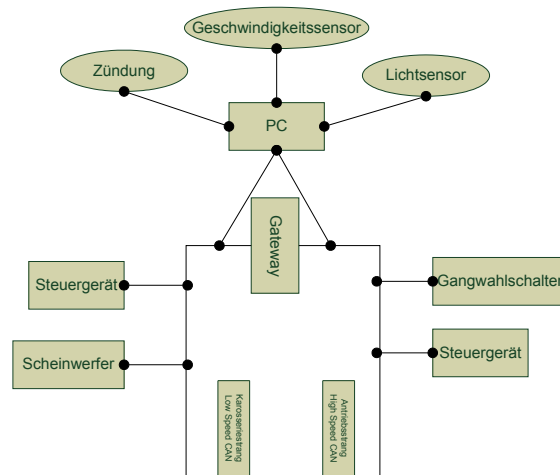 Geschwindigkeitssensor
Zündung
Lichtsensor
PC
Gateway
Steuergerät
Gangwahlschalter
Scheinwerfer
Steuergerät
Karosseriestrang
Low Speed CAN
Antriebsstrang
High Speed CAN